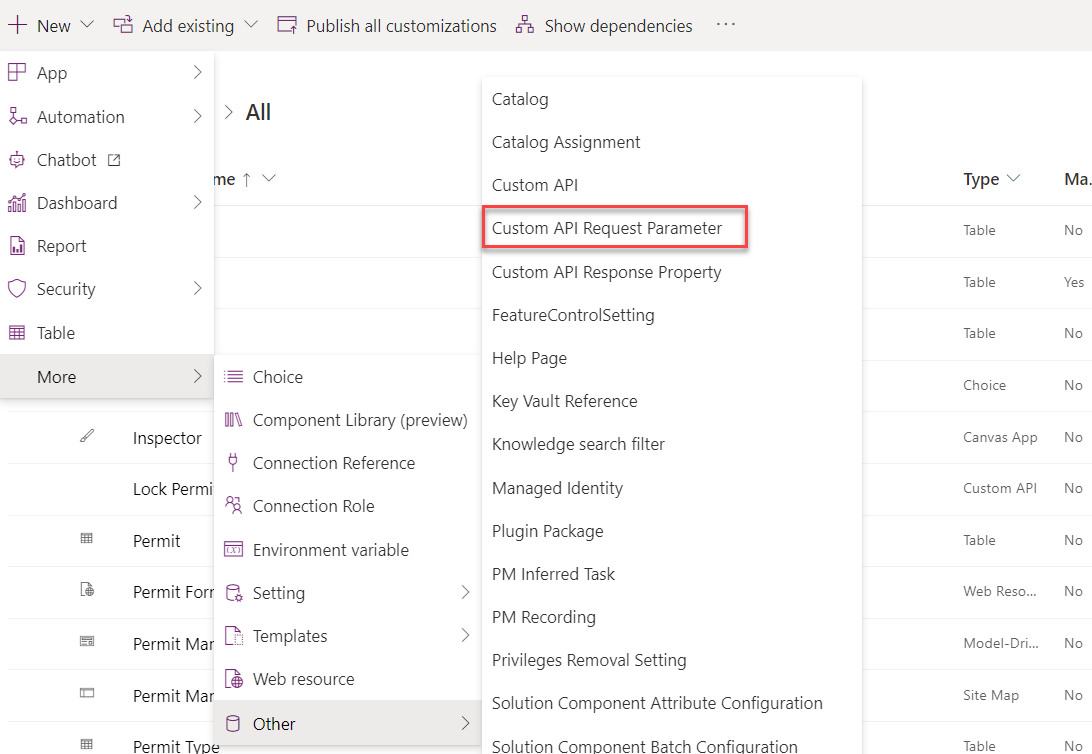 New
Add existing
Publish all customizations
Show dependencies
App
Automation
Chatbot
Dashboard
Report
Security
Table
More
All
me
Type
Ma...
Choice
Component Library (preview)
Connection Reference
Connection Role
Environment variable
Setting
Templates
Web resource
Other
Catalog
Catalog Assignment
Custom API
Custom API Request Parameter
Custom API Response Property
FeatureControlSetting
Help Page
Key Vault Reference
Knowledge search filter
Managed Identity
Plugin Package
PM Inferred Task
PM Recording
Privileges Removal Setting
Solution Component Attribute Configuration
Solution Component Batch Configuration
Table No
Table Yes
Table No
Choice No
Inspector Canvas App No
Lock Permi Custom API No
Permit Table No
Permit For Web Reso... No
Permit Mar Model-Dri... No
Permit Mar Site Map No
Permit Type Table No